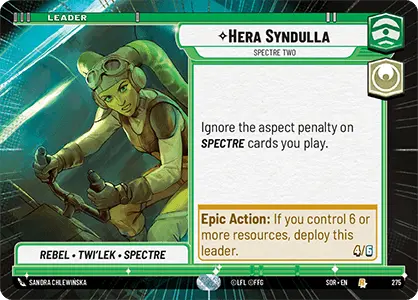 LEADER
HERA SYNDULLA
SPECTRE TWO
Ignore the aspect penalty on
SPECTRE cards you play.
Epic Action: If you control 6 or
more resources, deploy this
leader.
4/6
REBEL • TWI'LEK • SPECTRE
SANDRA CHLEWIŃSKA
©LFL ©FFG
SOR • EN
275